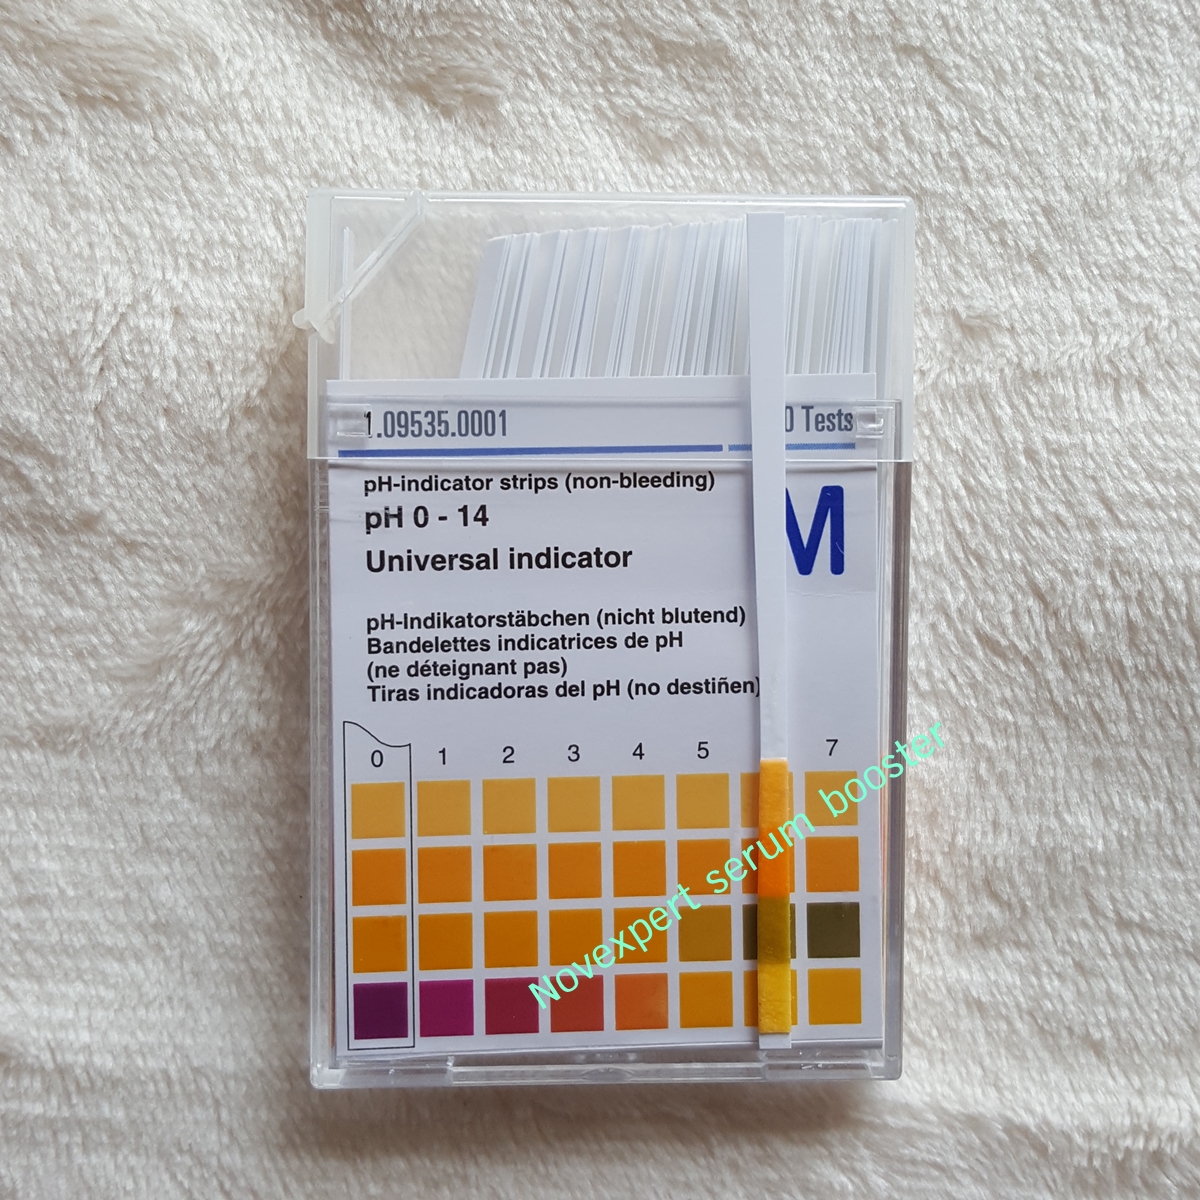 1.09535.0001
0 Tests
pH-indicator strips (non-bleeding)
pH 0 - 14
Universal indicator
M
pH-Indikatorstäbchen (nicht blutend)
Bandelettes indicatrices de pH
(ne déteignant pas)
Tiras indicadoras del pH (no destiñen)
0 1 2 3 4 5 7
Novexpert serum booster